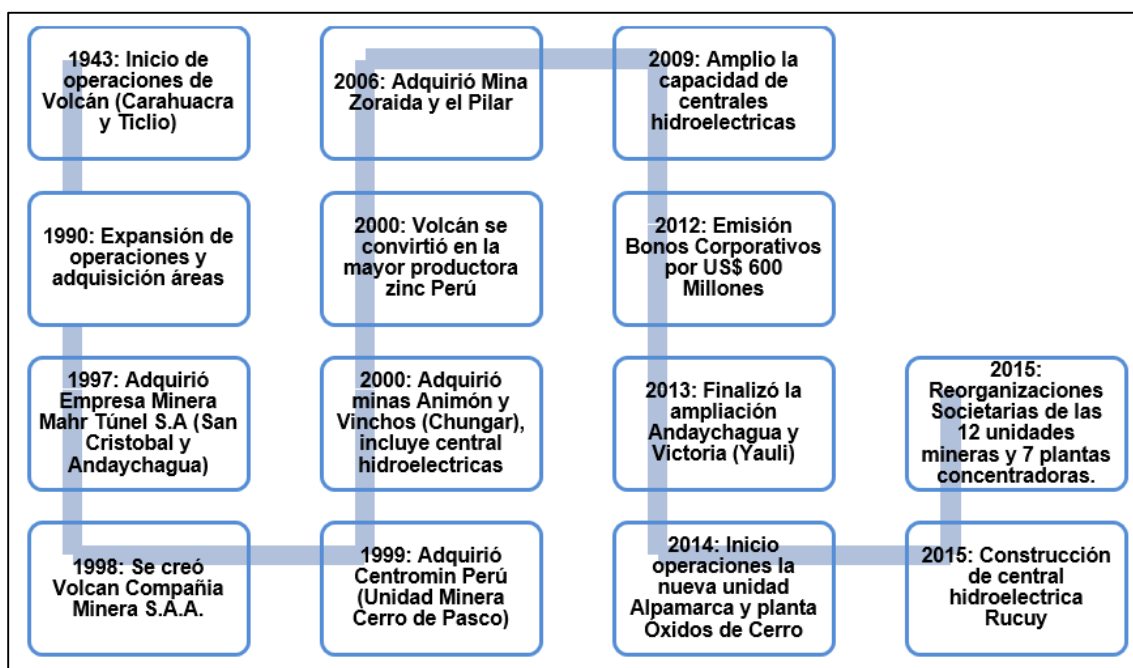 1943: Inicio de
operaciones de
Volcán (Carahuacra
y Ticlio)
1990: Expansión de
operaciones y
adquisición áreas
1997: Adquirió
Empresa Minera
Mahr Túnel S.A (San
Cristobal y
Andaychagua)
1998: Se creó
Volcan Compañia
Minera S.A.A.
1999: Adquirió
Centromin Perú
(Unidad Minera
Cerro de Pasco)
2000: Adquirió
minas Animón y
Vinchos (Chungar),
incluye central
hidroelectricas
2000: Volcán se
convirtió en la
mayor productora
zinc Perú
2006: Adquirió Mina
Zoraida y el Pilar
2009: Amplio la
capacidad de
centrales
hidroelectricas
2012: Emisión
Bonos Corporativos
por US$ 600
Millones
2013: Finalizó la
ampliación
Andaychagua y
Victoria (Yauli)
2014: Inicio
operaciones la
nueva unidad
Alpamarca y planta
Óxidos de Cerro
2015: Construcción
de central
hidroelectrica
Rucuy
2015:
Reorganizaciones
Societarias de las
12 unidades
mineras y 7 plantas
concentradoras.